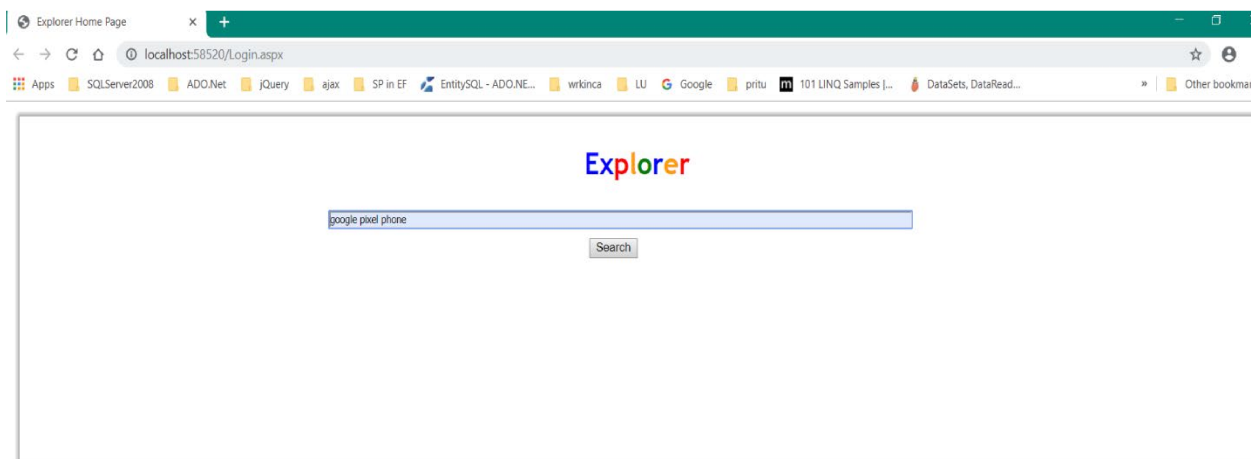 Explorer Home Page
localhost:58520/Login.aspx
Apps SQLServer2008 ADO.Net jQuery ajax SP in EF EntitySQL - ADO.NE... wrkinca LU Google pritu m 101 LINQ Samples |... DataSets, DataRead... » Other bookmar
Explorer
google pixel phone
Search